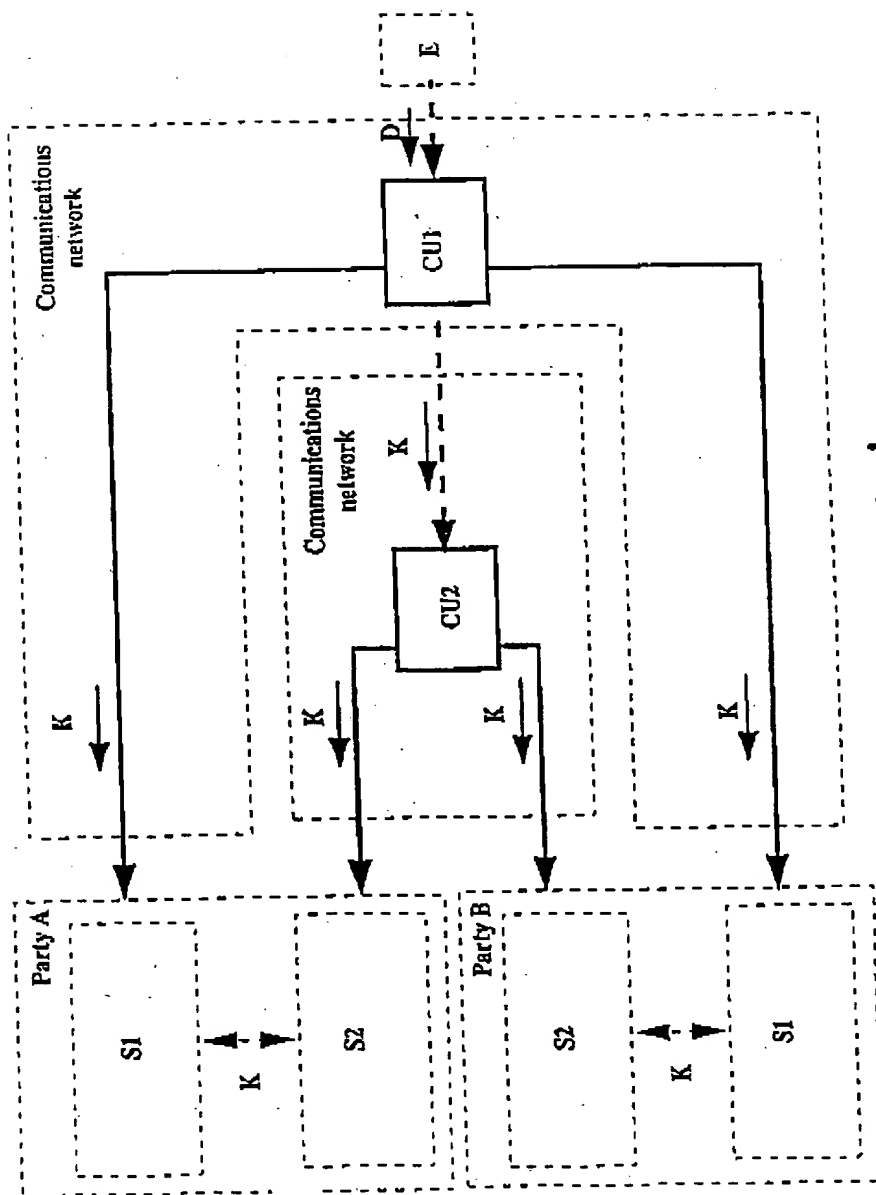 Party A
Communications
network
K
S1
K
K
Communications
network
S2
K
D
CU1
E
CU2
Party B
K
S2
K
K
S1